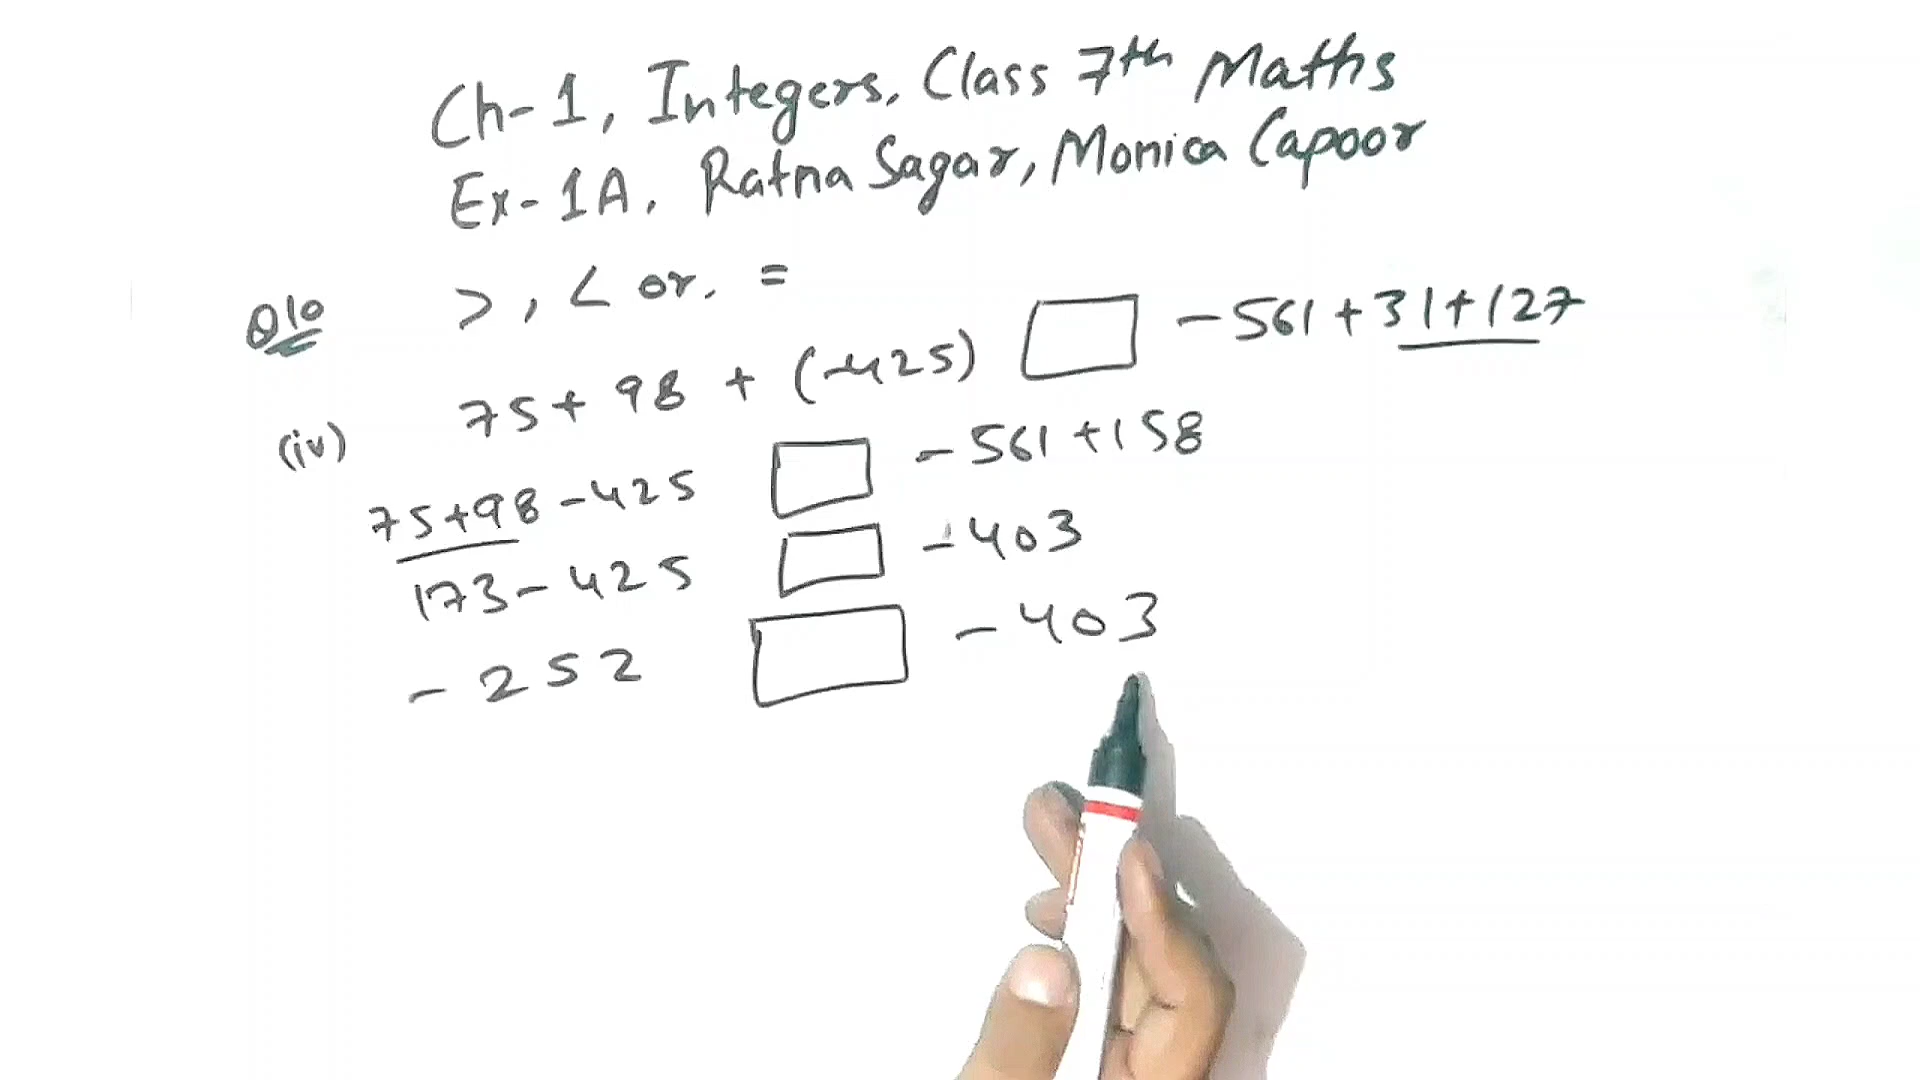 Ch-1, Integers, Class 7th Maths
Ex-1A, Ratna Sagar, Monica Capoor
Q10 >, < or, =
(iv) 75 + 98 + (-425) □ -561 + 31 + 127
75+98-425 □ -561 +158
173-425 □ -403
-252 □ -403